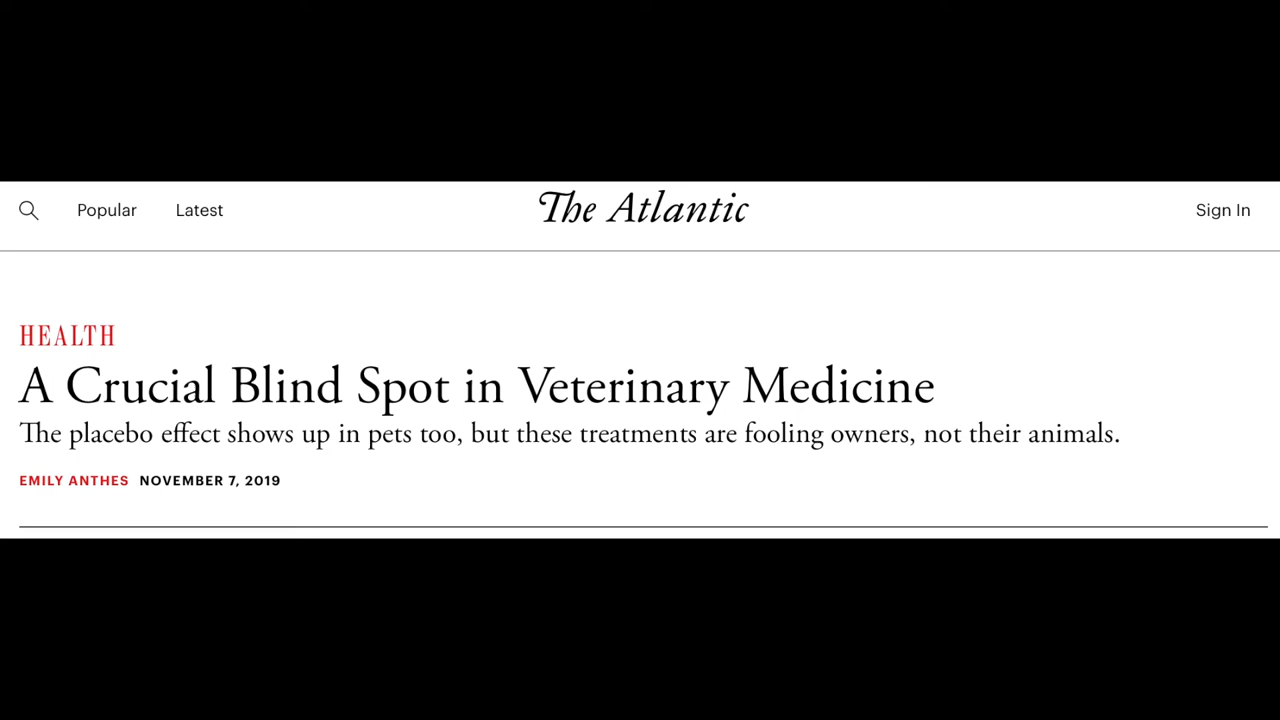 Popular Latest The Atlantic Sign In
HEALTH
A Crucial Blind Spot in Veterinary Medicine
The placebo effect shows up in pets too, but these treatments are fooling owners, not their animals.
EMILY ANTHES NOVEMBER 7, 2019